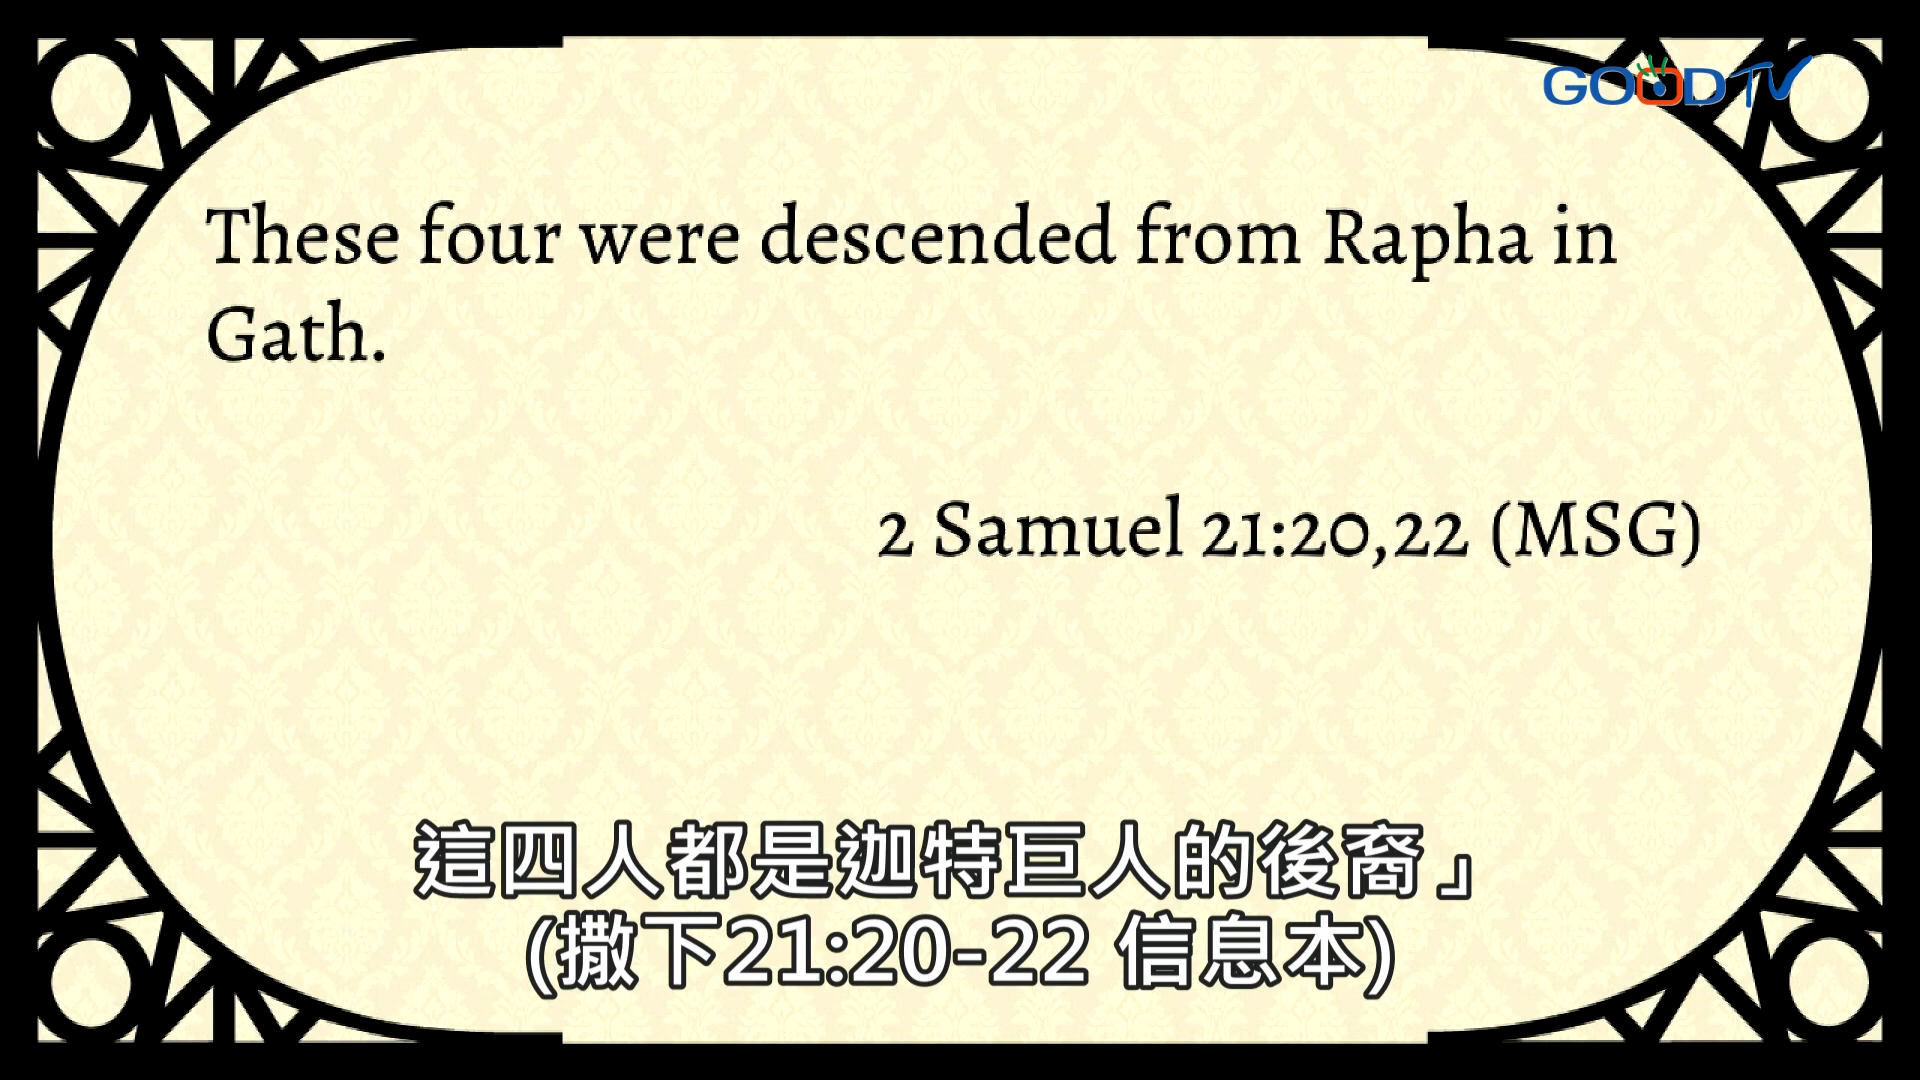 GOODTV
These four were descended from Rapha in
Gath.
2 Samuel 21:20,22 (MSG)
這四人都是迦特巨人的後裔」
(撒下21:20-22 信息本)